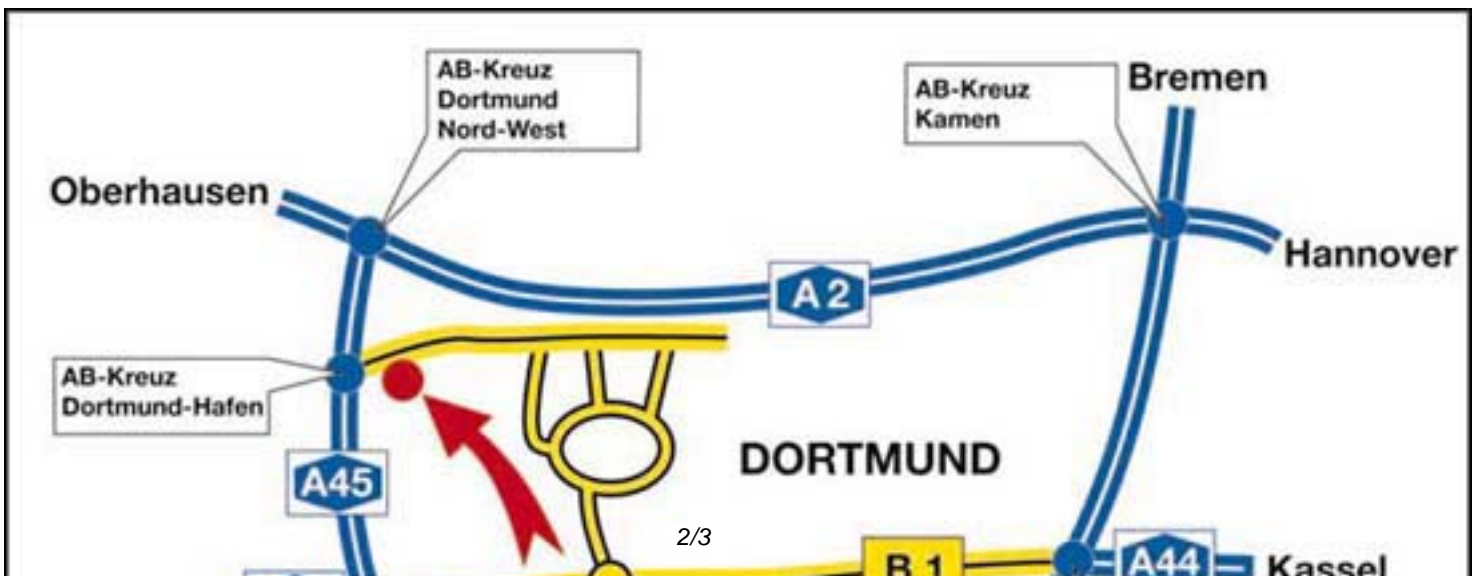 AB-Kreuz
Dortmund
Nord-West
AB-Kreuz
Kamen
Bremen
Oberhausen
Hannover
A 2
AB-Kreuz
Dortmund-Hafen
DORTMUND
A45
2/3
B 1
A44
Kassel